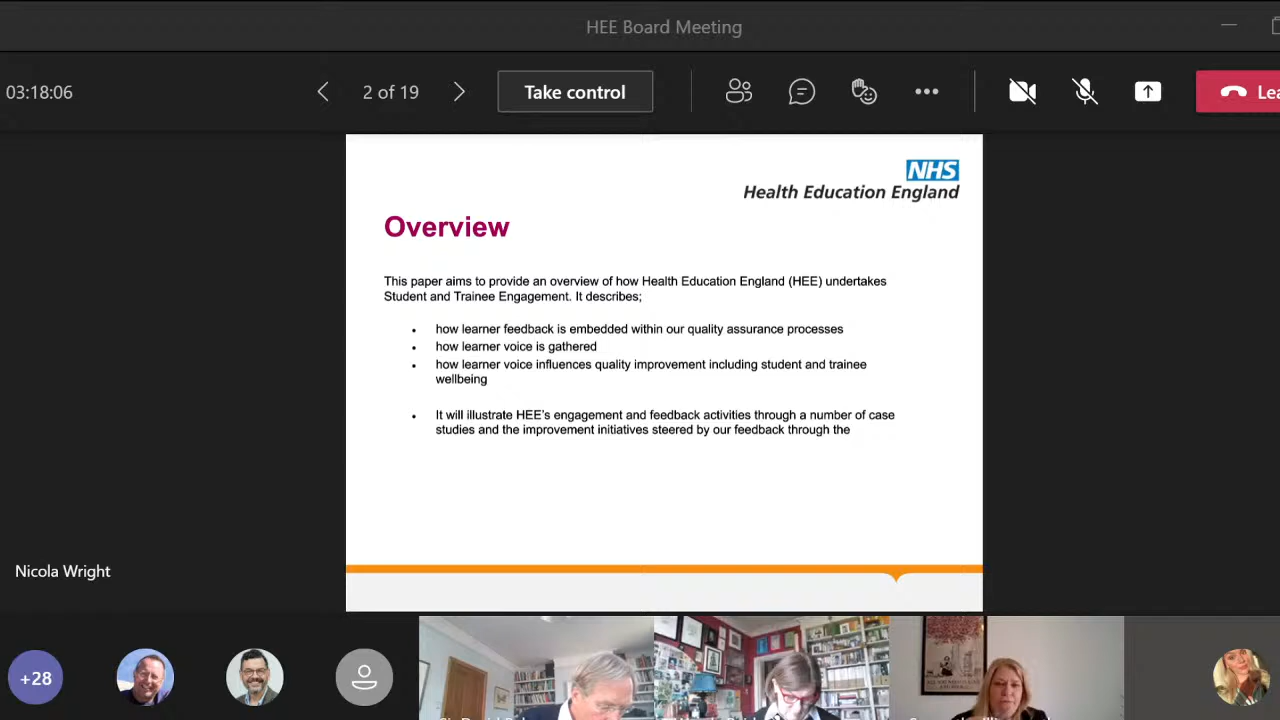 HEE Board Meeting
03:18:06
2 of 19
Take control
NHS
Health Education England
Overview
This paper aims to provide an overview of how Health Education England (HEE) undertakes
Student and Trainee Engagement. It describes;
• how learner feedback is embedded within our quality assurance processes
• how learner voice is gathered
• how learner voice influences quality improvement including student and trainee
wellbeing
• It will illustrate HEE's engagement and feedback activities through a number of case
studies and the improvement initiatives steered by our feedback through the
Nicola Wright
+28